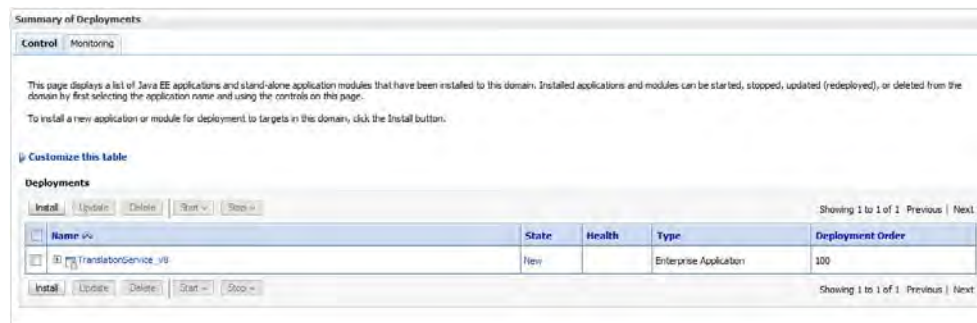 Summary of Deployments
Control Monitoring
This page displays a list of Java EE applications and stand-alone application modules that have been installed to this domain. Installed applications and modules can be started, stopped, updated (redeployed), or deleted from the
domain by first selecting the application name and using the controls on this page.
To install a new application or module for deployment to targets in this domain, click the Install button.
Customize this table
Deployments
Install Update Delete Start Stop Showing 1 to 1 of 1 Previous | Next
Name State Health Type Deployment Order
TranslationService_v8 New Enterprise Application 100
Install Update Delete Start Stop Showing 1 to 1 of 1 Previous | Next